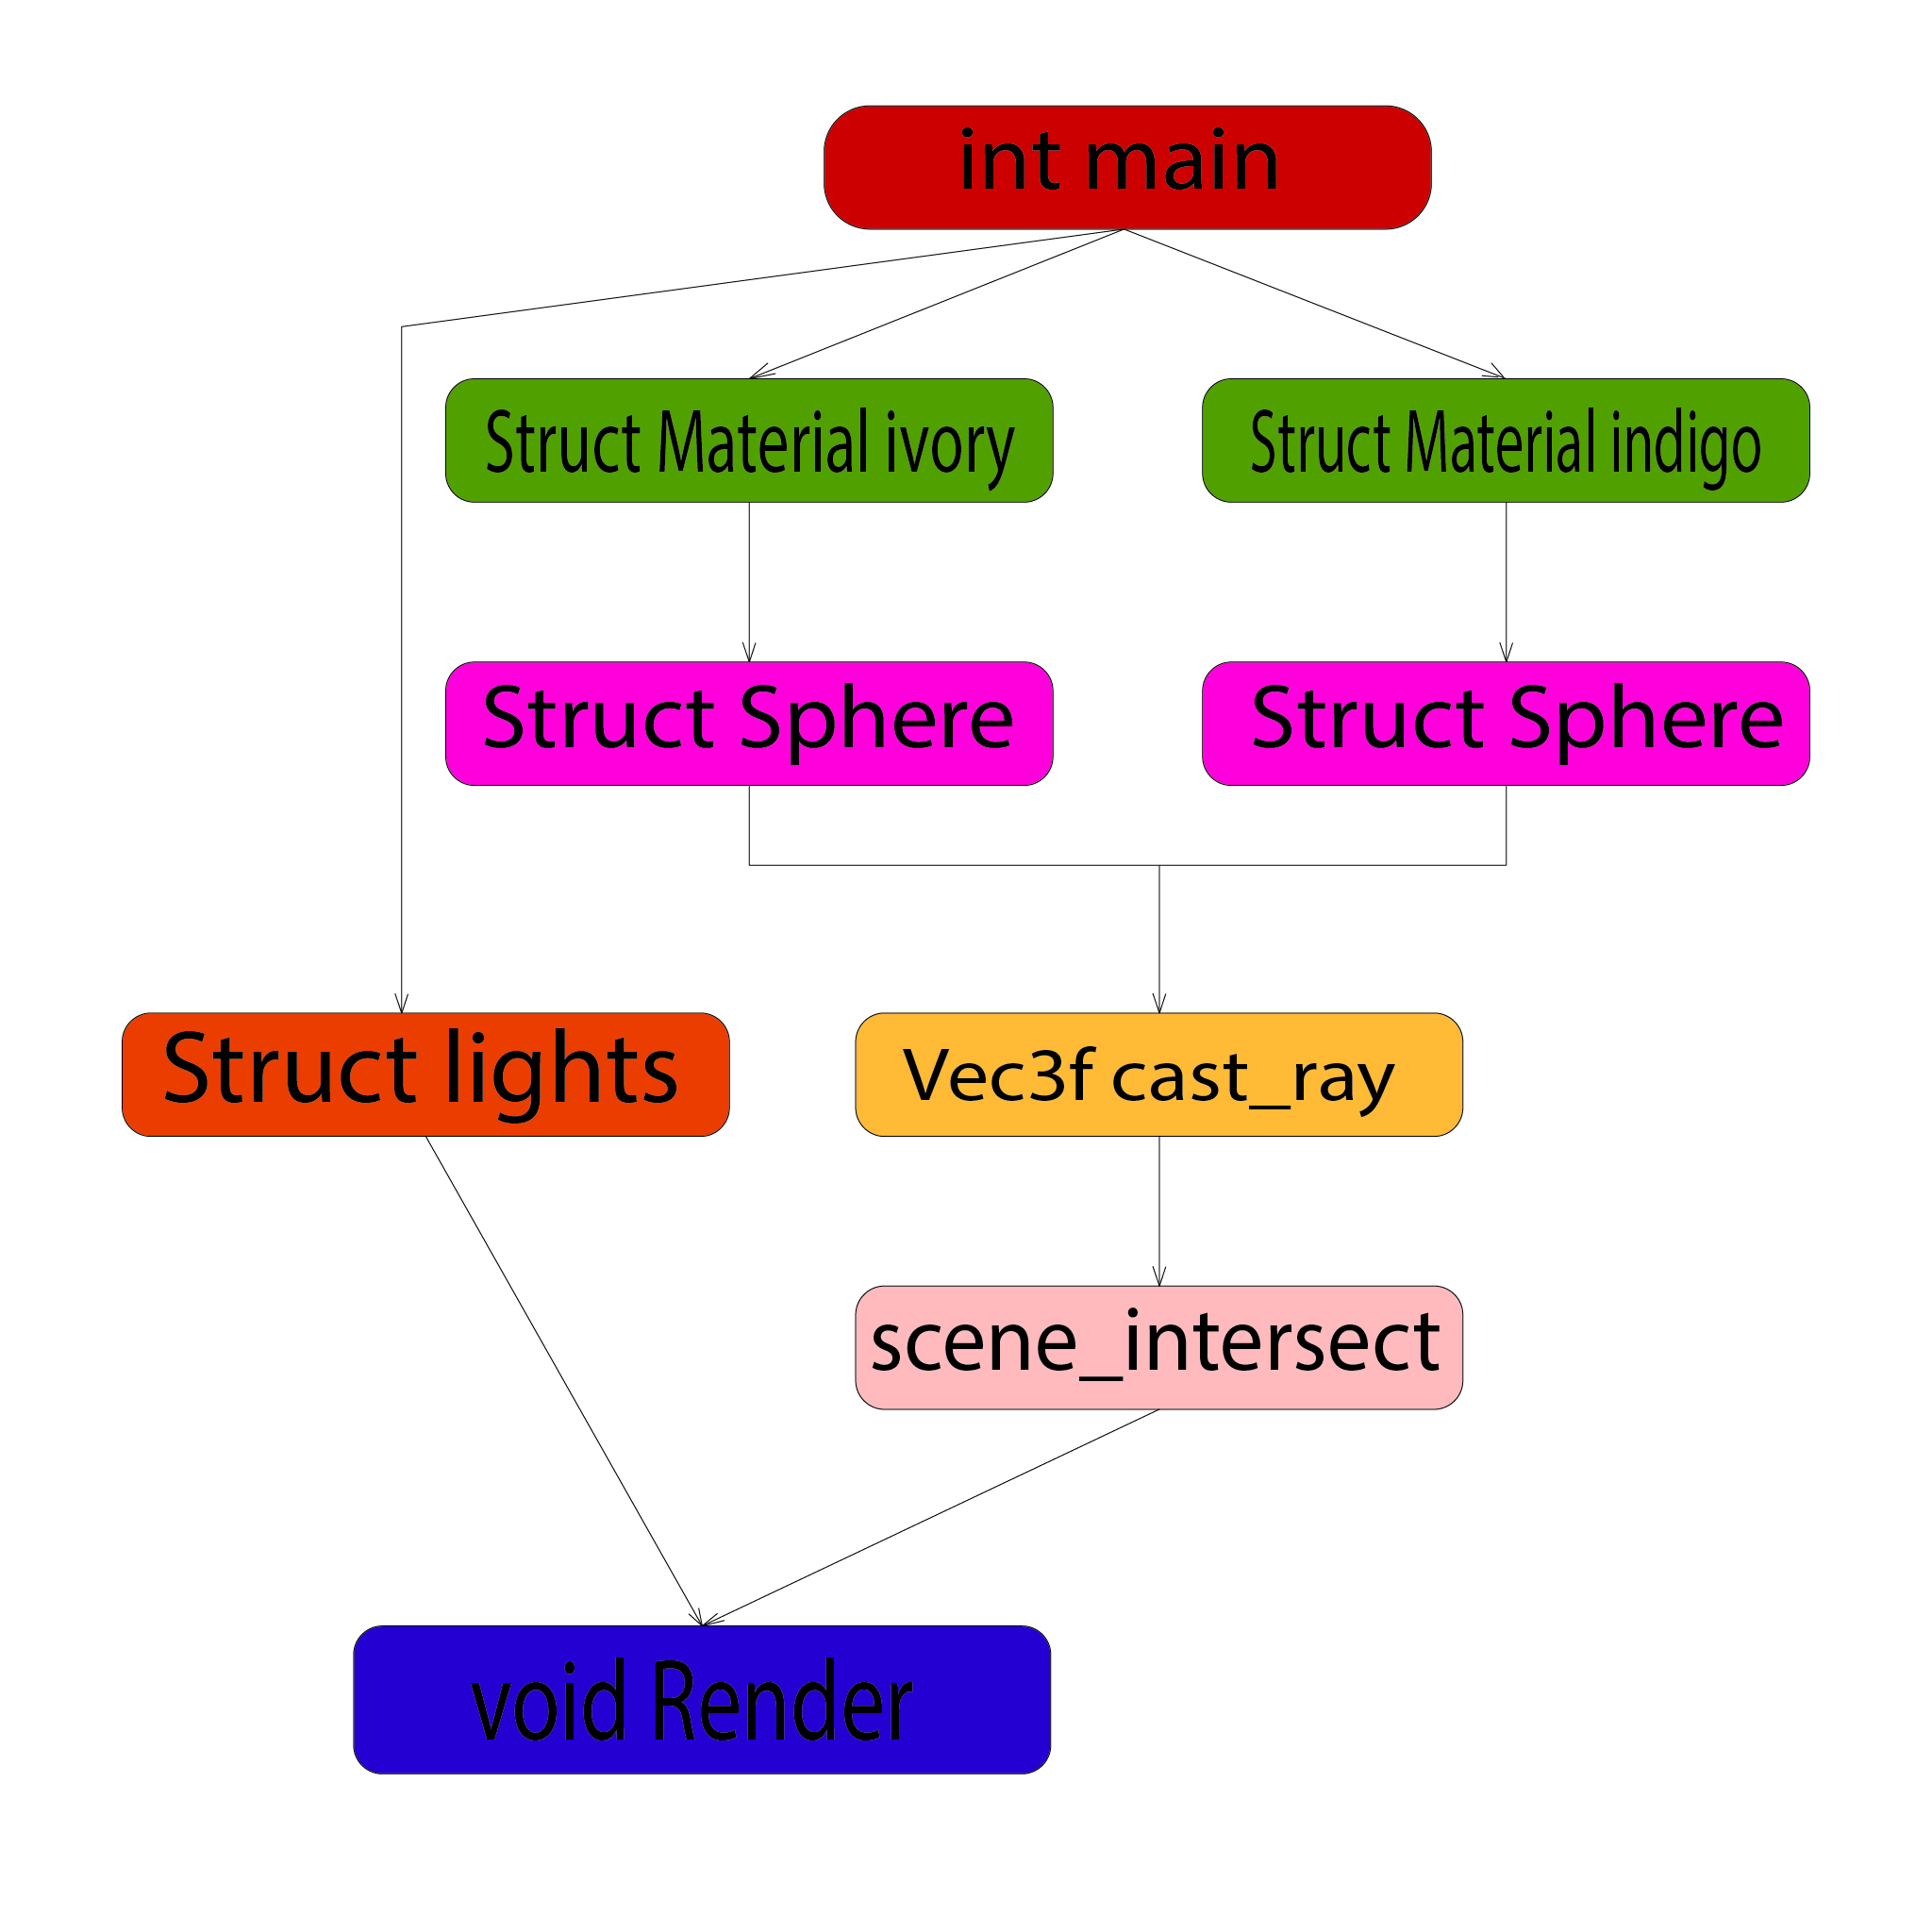 int main
Struct Material ivory
Struct Material indigo
Struct Sphere
Struct Sphere
Struct lights
Vec3f cast_ray
scene_intersect
void Render